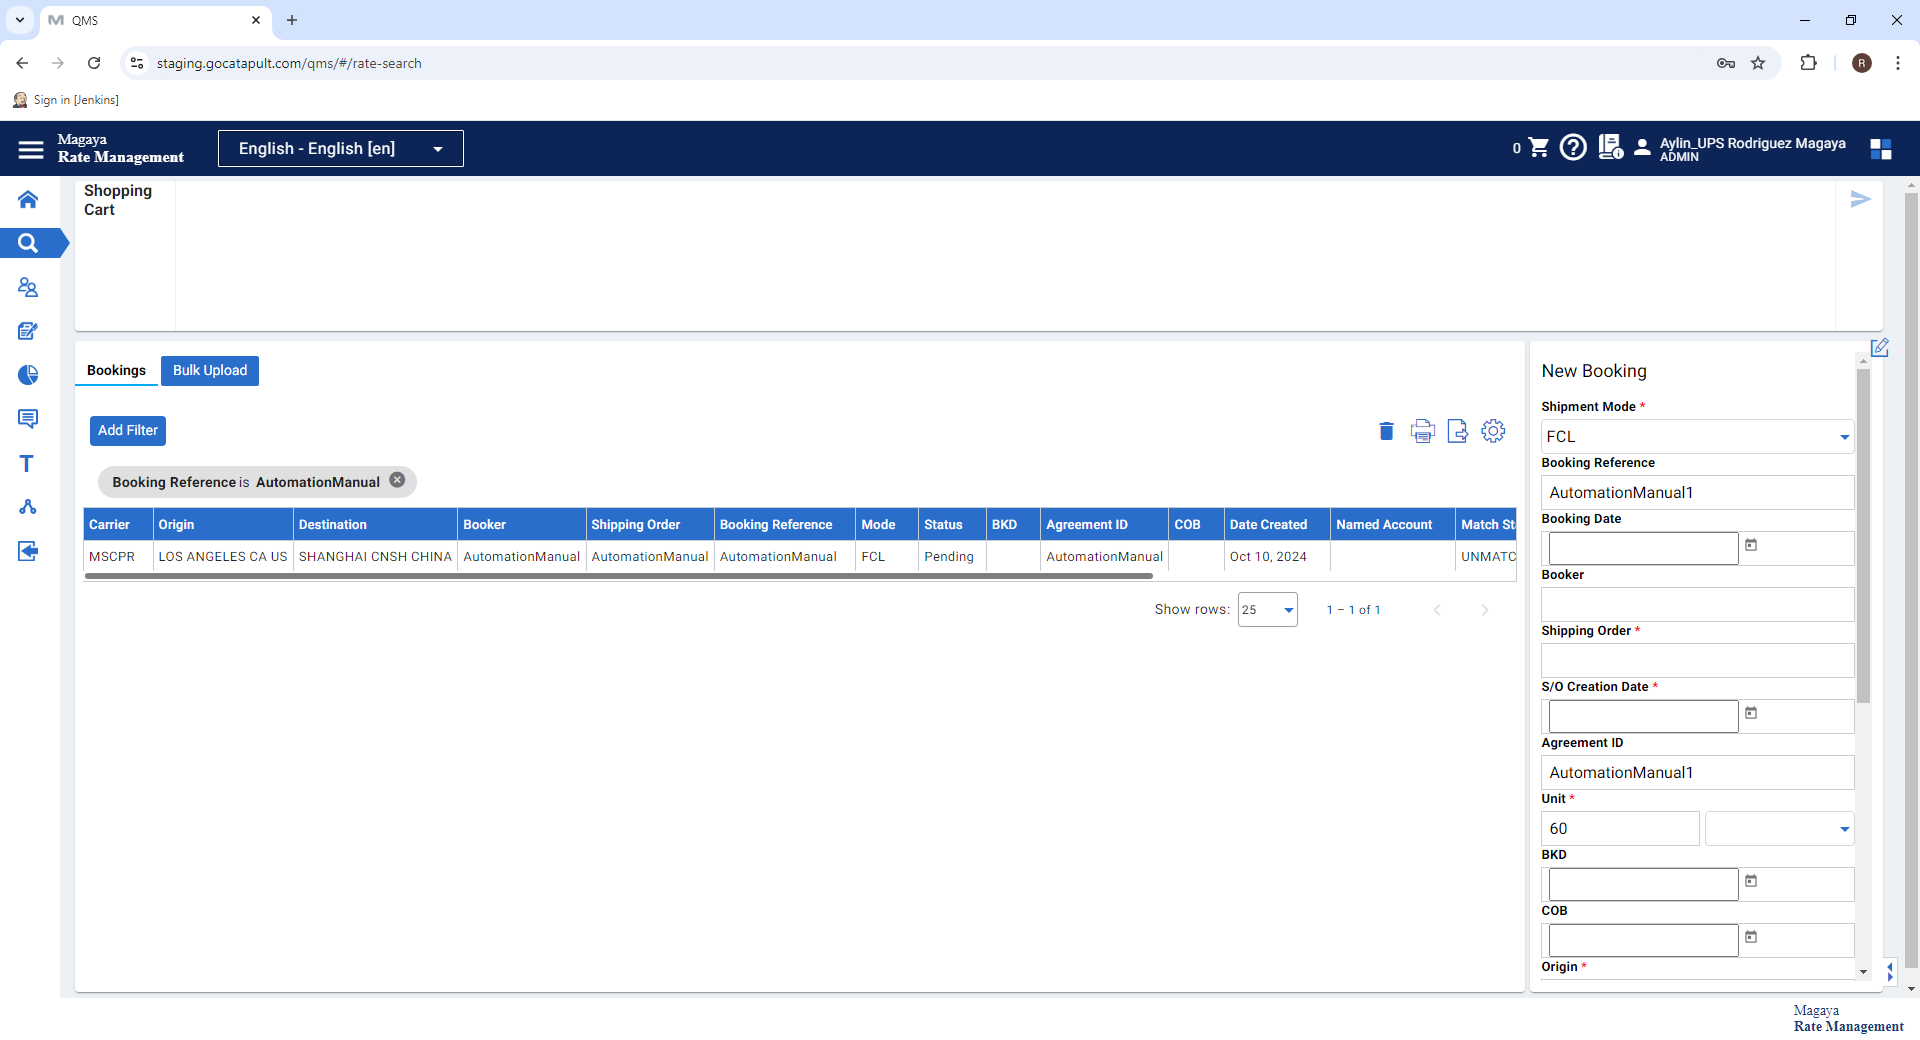 QMS
staging.gocatapult.com/qms/#/rate-search
R
Sign in [Jenkins]
Magaya
Rate Management
English - English [en]
0
Aylin_UPS Rodriguez Magaya
ADMIN
Shopping
Cart
Bookings
Bulk Upload
Add Filter
Booking Reference is AutomationManual
Carrier Origin Destination Booker Shipping Order Booking Reference Mode Status BKD Agreement ID COB Date Created Named Account Match St
MSCPR LOS ANGELES CA US SHANGHAI CNSH CHINA AutomationManual AutomationManual AutomationManual FCL Pending AutomationManual Oct 10, 2024 UNMATC
Show rows: 25 1 – 1 of 1
New Booking
Shipment Mode *
FCL
Booking Reference
AutomationManual1
Booking Date
Booker
Shipping Order *
S/O Creation Date *
Agreement ID
AutomationManual1
Unit *
60
BKD
COB
Origin *
Magaya
Rate Management